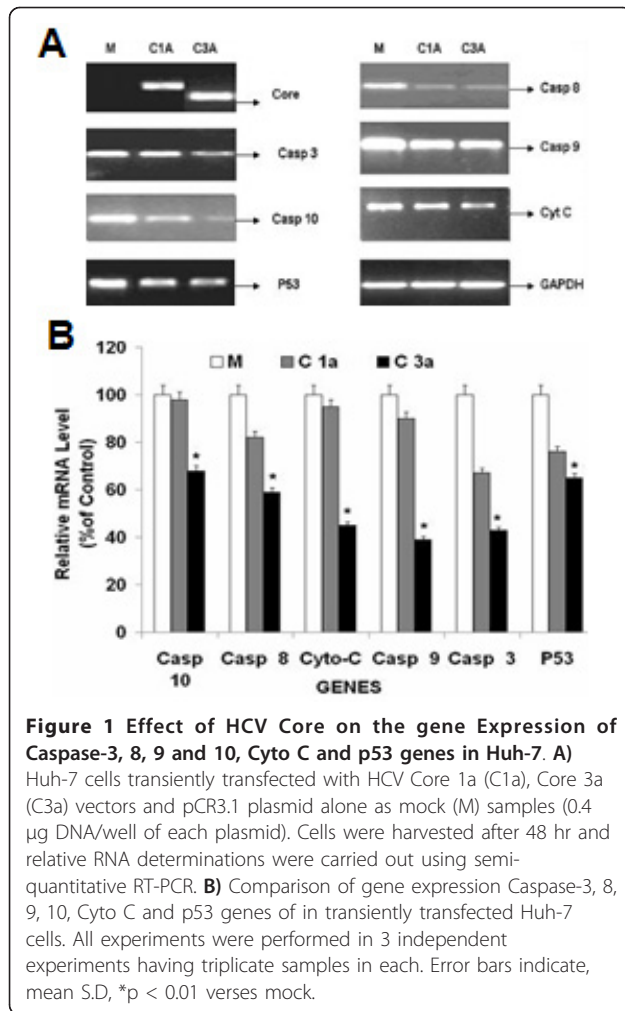 A
M C1A C3A
Core
Casp 3
Casp 10
P53
M C1A C3A
Casp 8
Casp 9
Cyt C
GAPDH
B
120
100
80
60
40
20
0
Relative mRNA Level
(%of Control)
M C 1a C 3a
* * * * * *
Casp 10 Casp 8 Cyto-C Casp 9 Casp 3 P53
GENES
Figure 1 Effect of HCV Core on the gene Expression of
Caspase-3, 8, 9 and 10, Cyto C and p53 genes in Huh-7. A)
Huh-7 cells transiently transfected with HCV Core 1a (C1a), Core 3a
(C3a) vectors and pCR3.1 plasmid alone as mock (M) samples (0.4
μg DNA/well of each plasmid). Cells were harvested after 48 hr and
relative RNA determinations were carried out using semi-
quantitative RT-PCR. B) Comparison of gene expression Caspase-3, 8,
9, 10, Cyto C and p53 genes of in transiently transfected Huh-7
cells. All experiments were performed in 3 independent
experiments having triplicate samples in each. Error bars indicate,
mean S.D, *p < 0.01 verses mock.